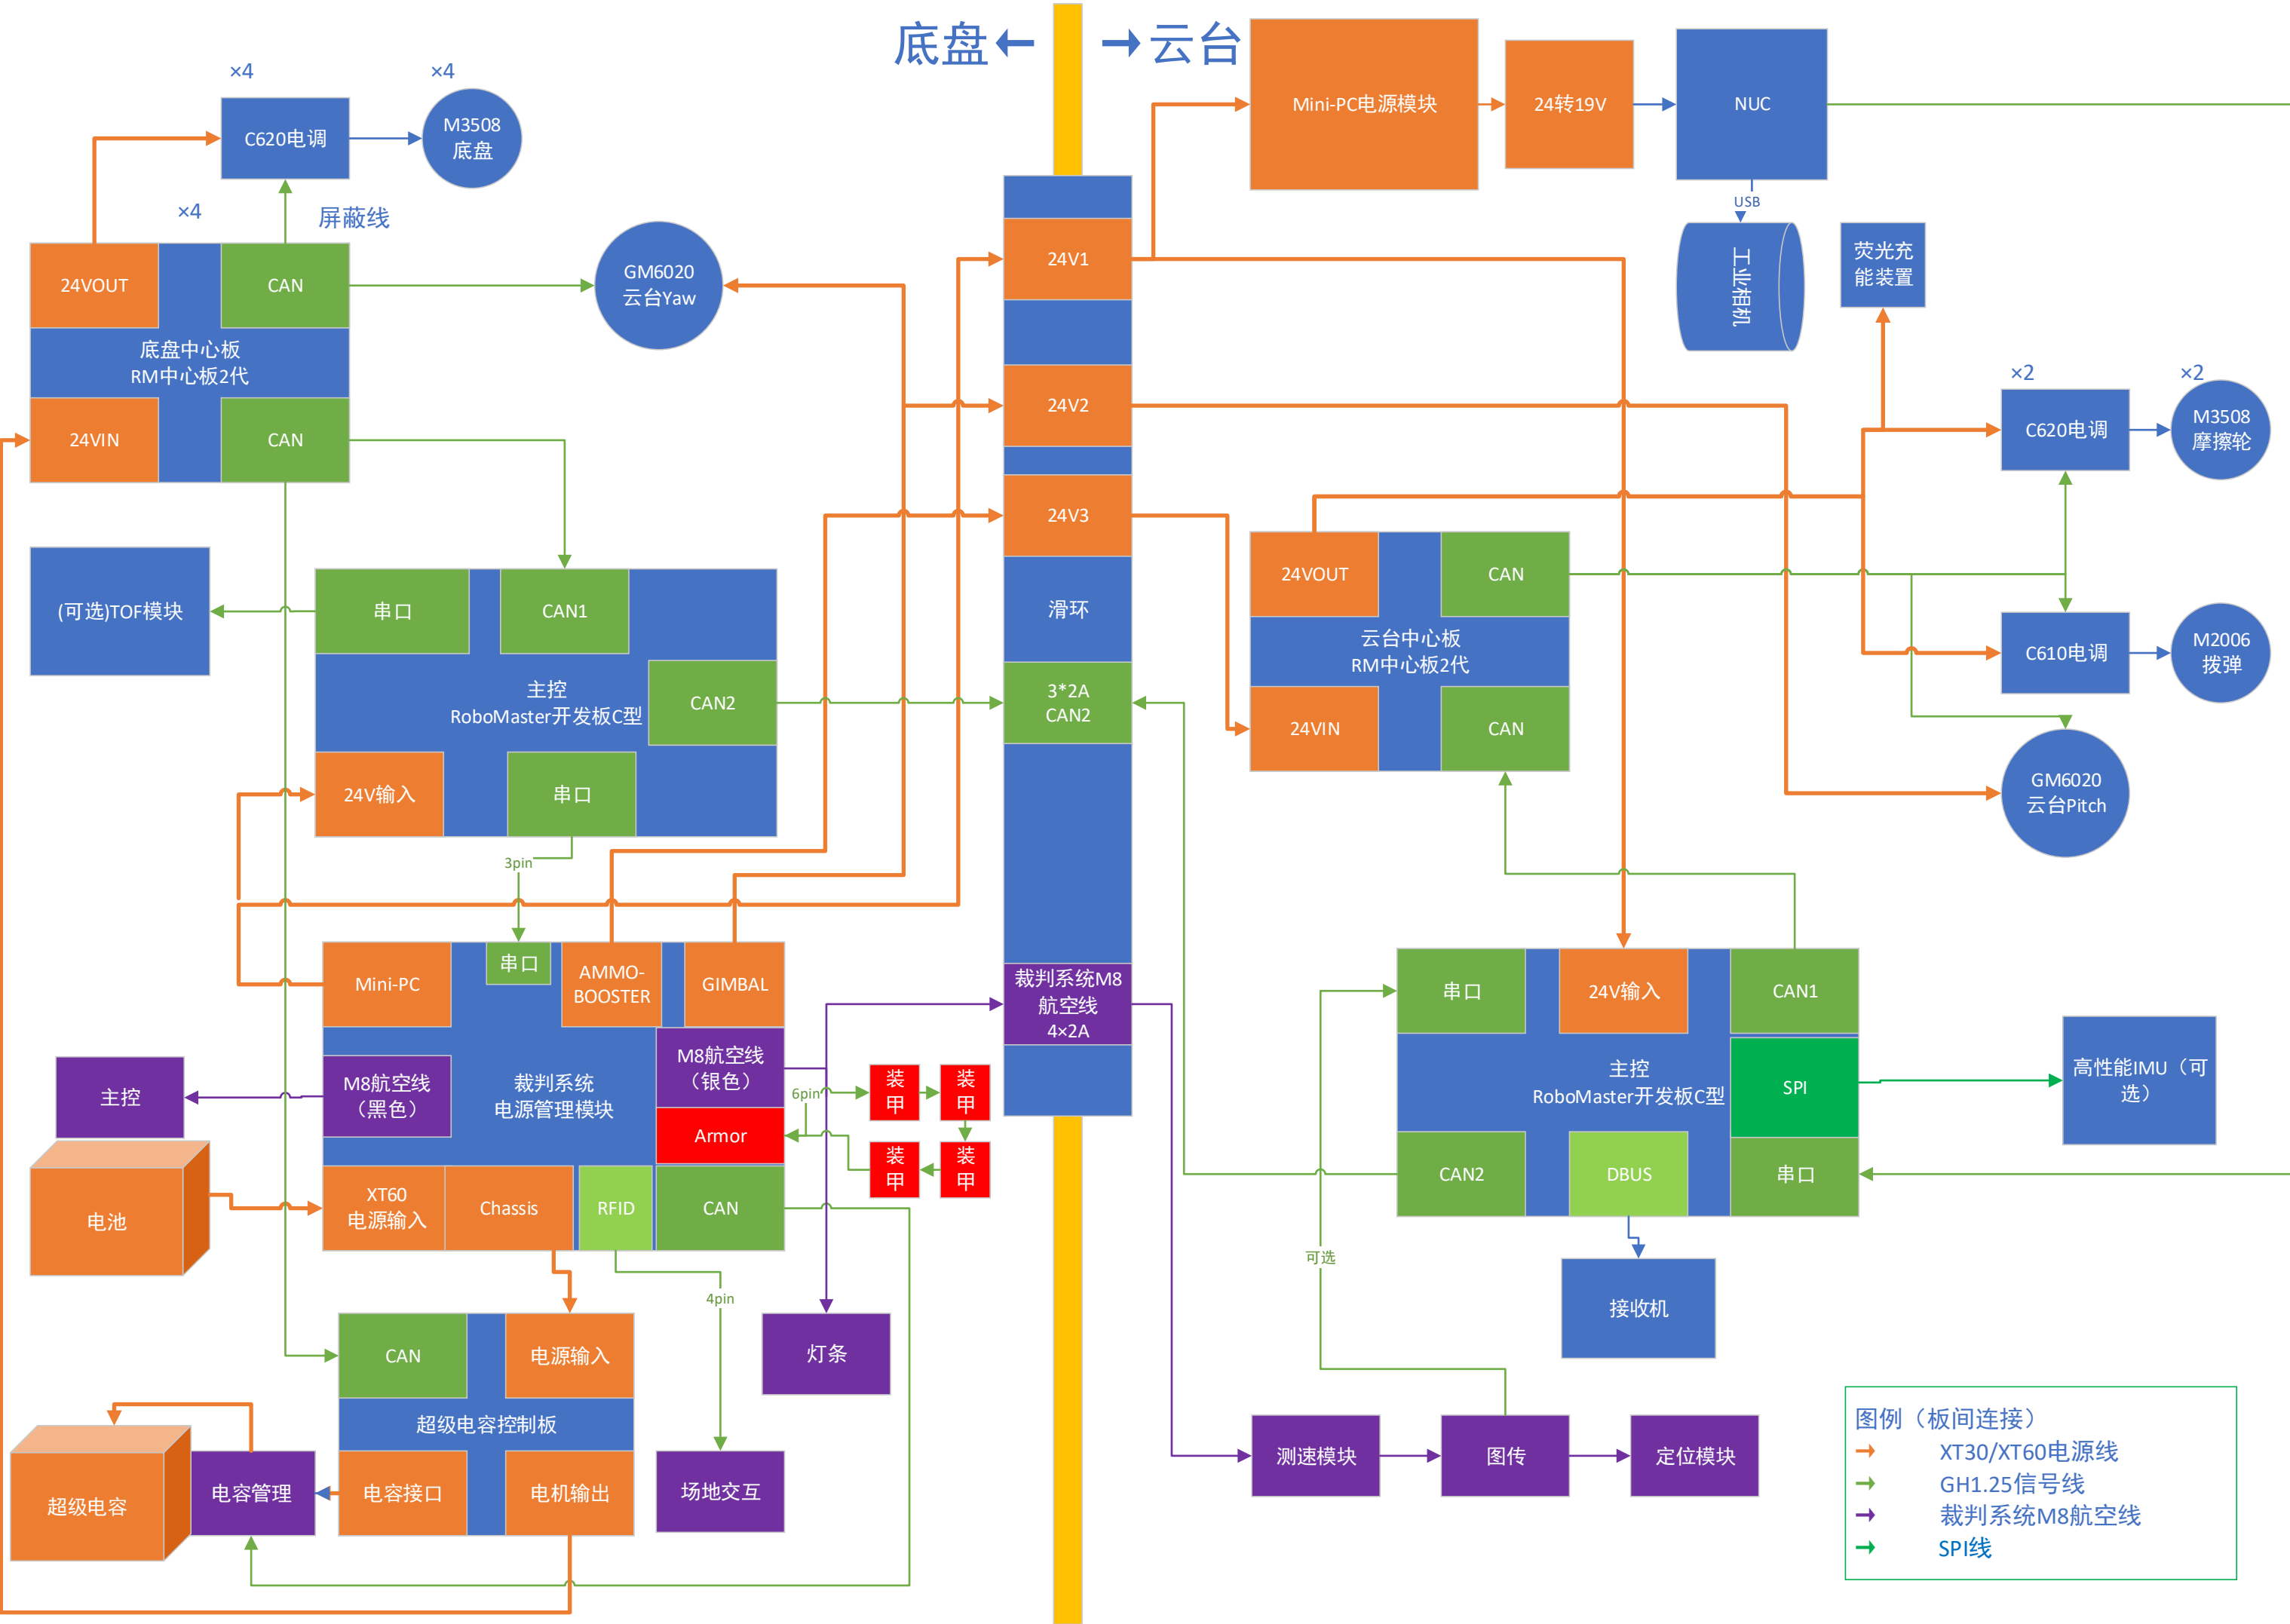 底盘
云台
×4
×4
C620电调
M3508
底盘
×4
屏蔽线
24VOUT
CAN
底盘中心板
RM中心板2代
24VIN
CAN
GM6020
云台Yaw
(可选)TOF模块
串口
CAN1
主控
RoboMaster开发板C型
CAN2
24V输入
串口
3pin
Mini-PC
串口
AMMO-
BOOSTER
GIMBAL
M8航空线
（黑色）
裁判系统
电源管理模块
M8航空线
（银色）
Armor
XT60
电源输入
Chassis
RFID
CAN
主控
电池
6pin
装
甲
装
甲
装
甲
装
甲
4pin
灯条
场地交互
CAN
电源输入
超级电容控制板
电容接口
电机输出
电容管理
超级电容
24V1
24V2
24V3
滑环
3*2A
CAN2
裁判系统M8
航空线
4×2A
Mini-PC电源模块
24转19V
NUC
USB
工业相机
荧光充
能装置
×2
×2
C620电调
M3508
摩擦轮
24VOUT
CAN
云台中心板
RM中心板2代
24VIN
CAN
C610电调
M2006
拨弹
GM6020
云台Pitch
串口
24V输入
CAN1
主控
RoboMaster开发板C型
SPI
CAN2
DBUS
串口
高性能IMU（可
选）
可选
接收机
测速模块
图传
定位模块
图例（板间连接）
XT30/XT60电源线
GH1.25信号线
裁判系统M8航空线
SPI线